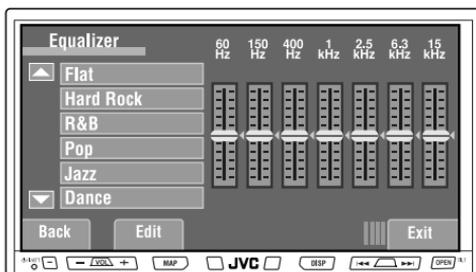 Equalizer
60 Hz 150 Hz 400 Hz 1 kHz 2.5 kHz 6.3 kHz 15 kHz
Flat
Hard Rock
R&B
Pop
Jazz
Dance
Back Edit Exit
VOL MAP JVC DISP OPEN